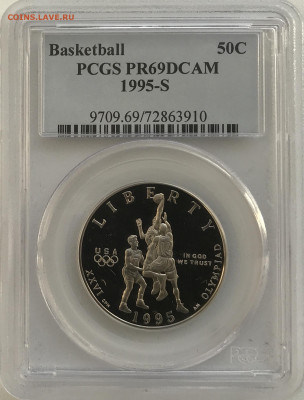 COINS.LAVE.RU
Basketball 50C
PCGS PR69DCAM
1995-S
9709.69/72863910
LIBERTY
USA
IN GOD
WE TRUST
XXVI OLYMPIAD
1995